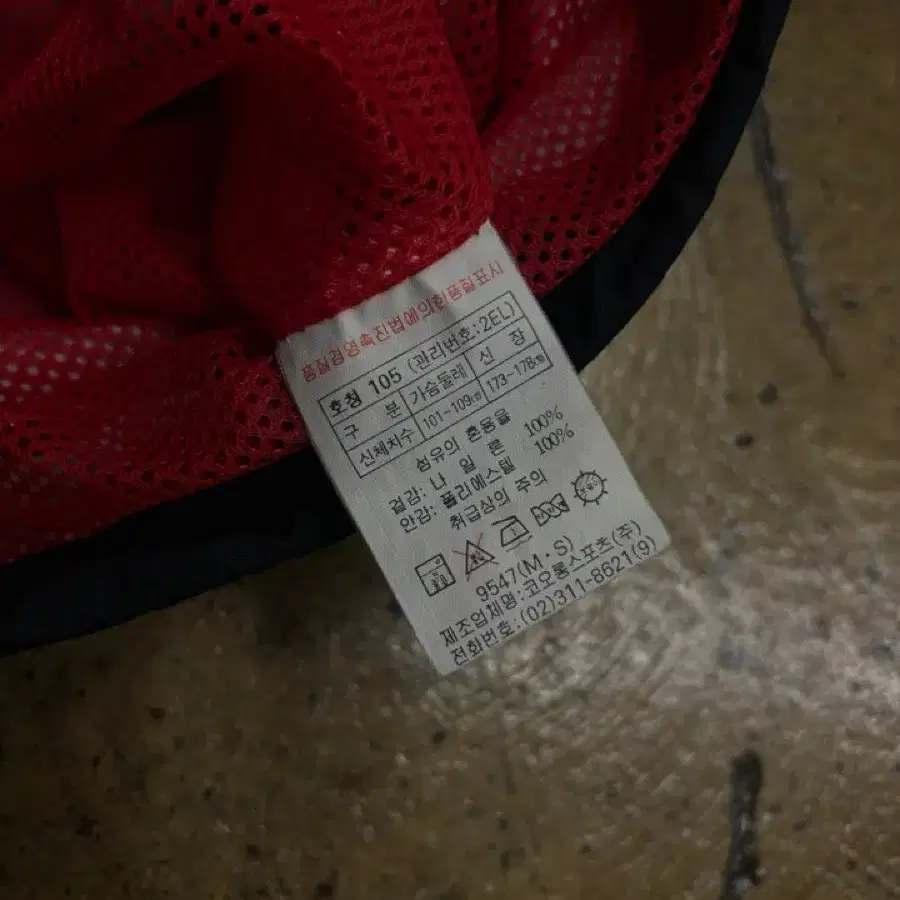 품질경영촉진법에의한품질표시
호칭 105 (관리번호:2EL)
구 분 가슴둘레 신 장
신체치수 101-109㎝ 173-178㎝
섬유의 혼용율
겉감: 나 일 론 100%
안감: 폴리에스텔 100%
취급상의 주의
9547(M·S)
제조업체명:코오롱스포츠(주)
전화번호:(02)311-8621(9)